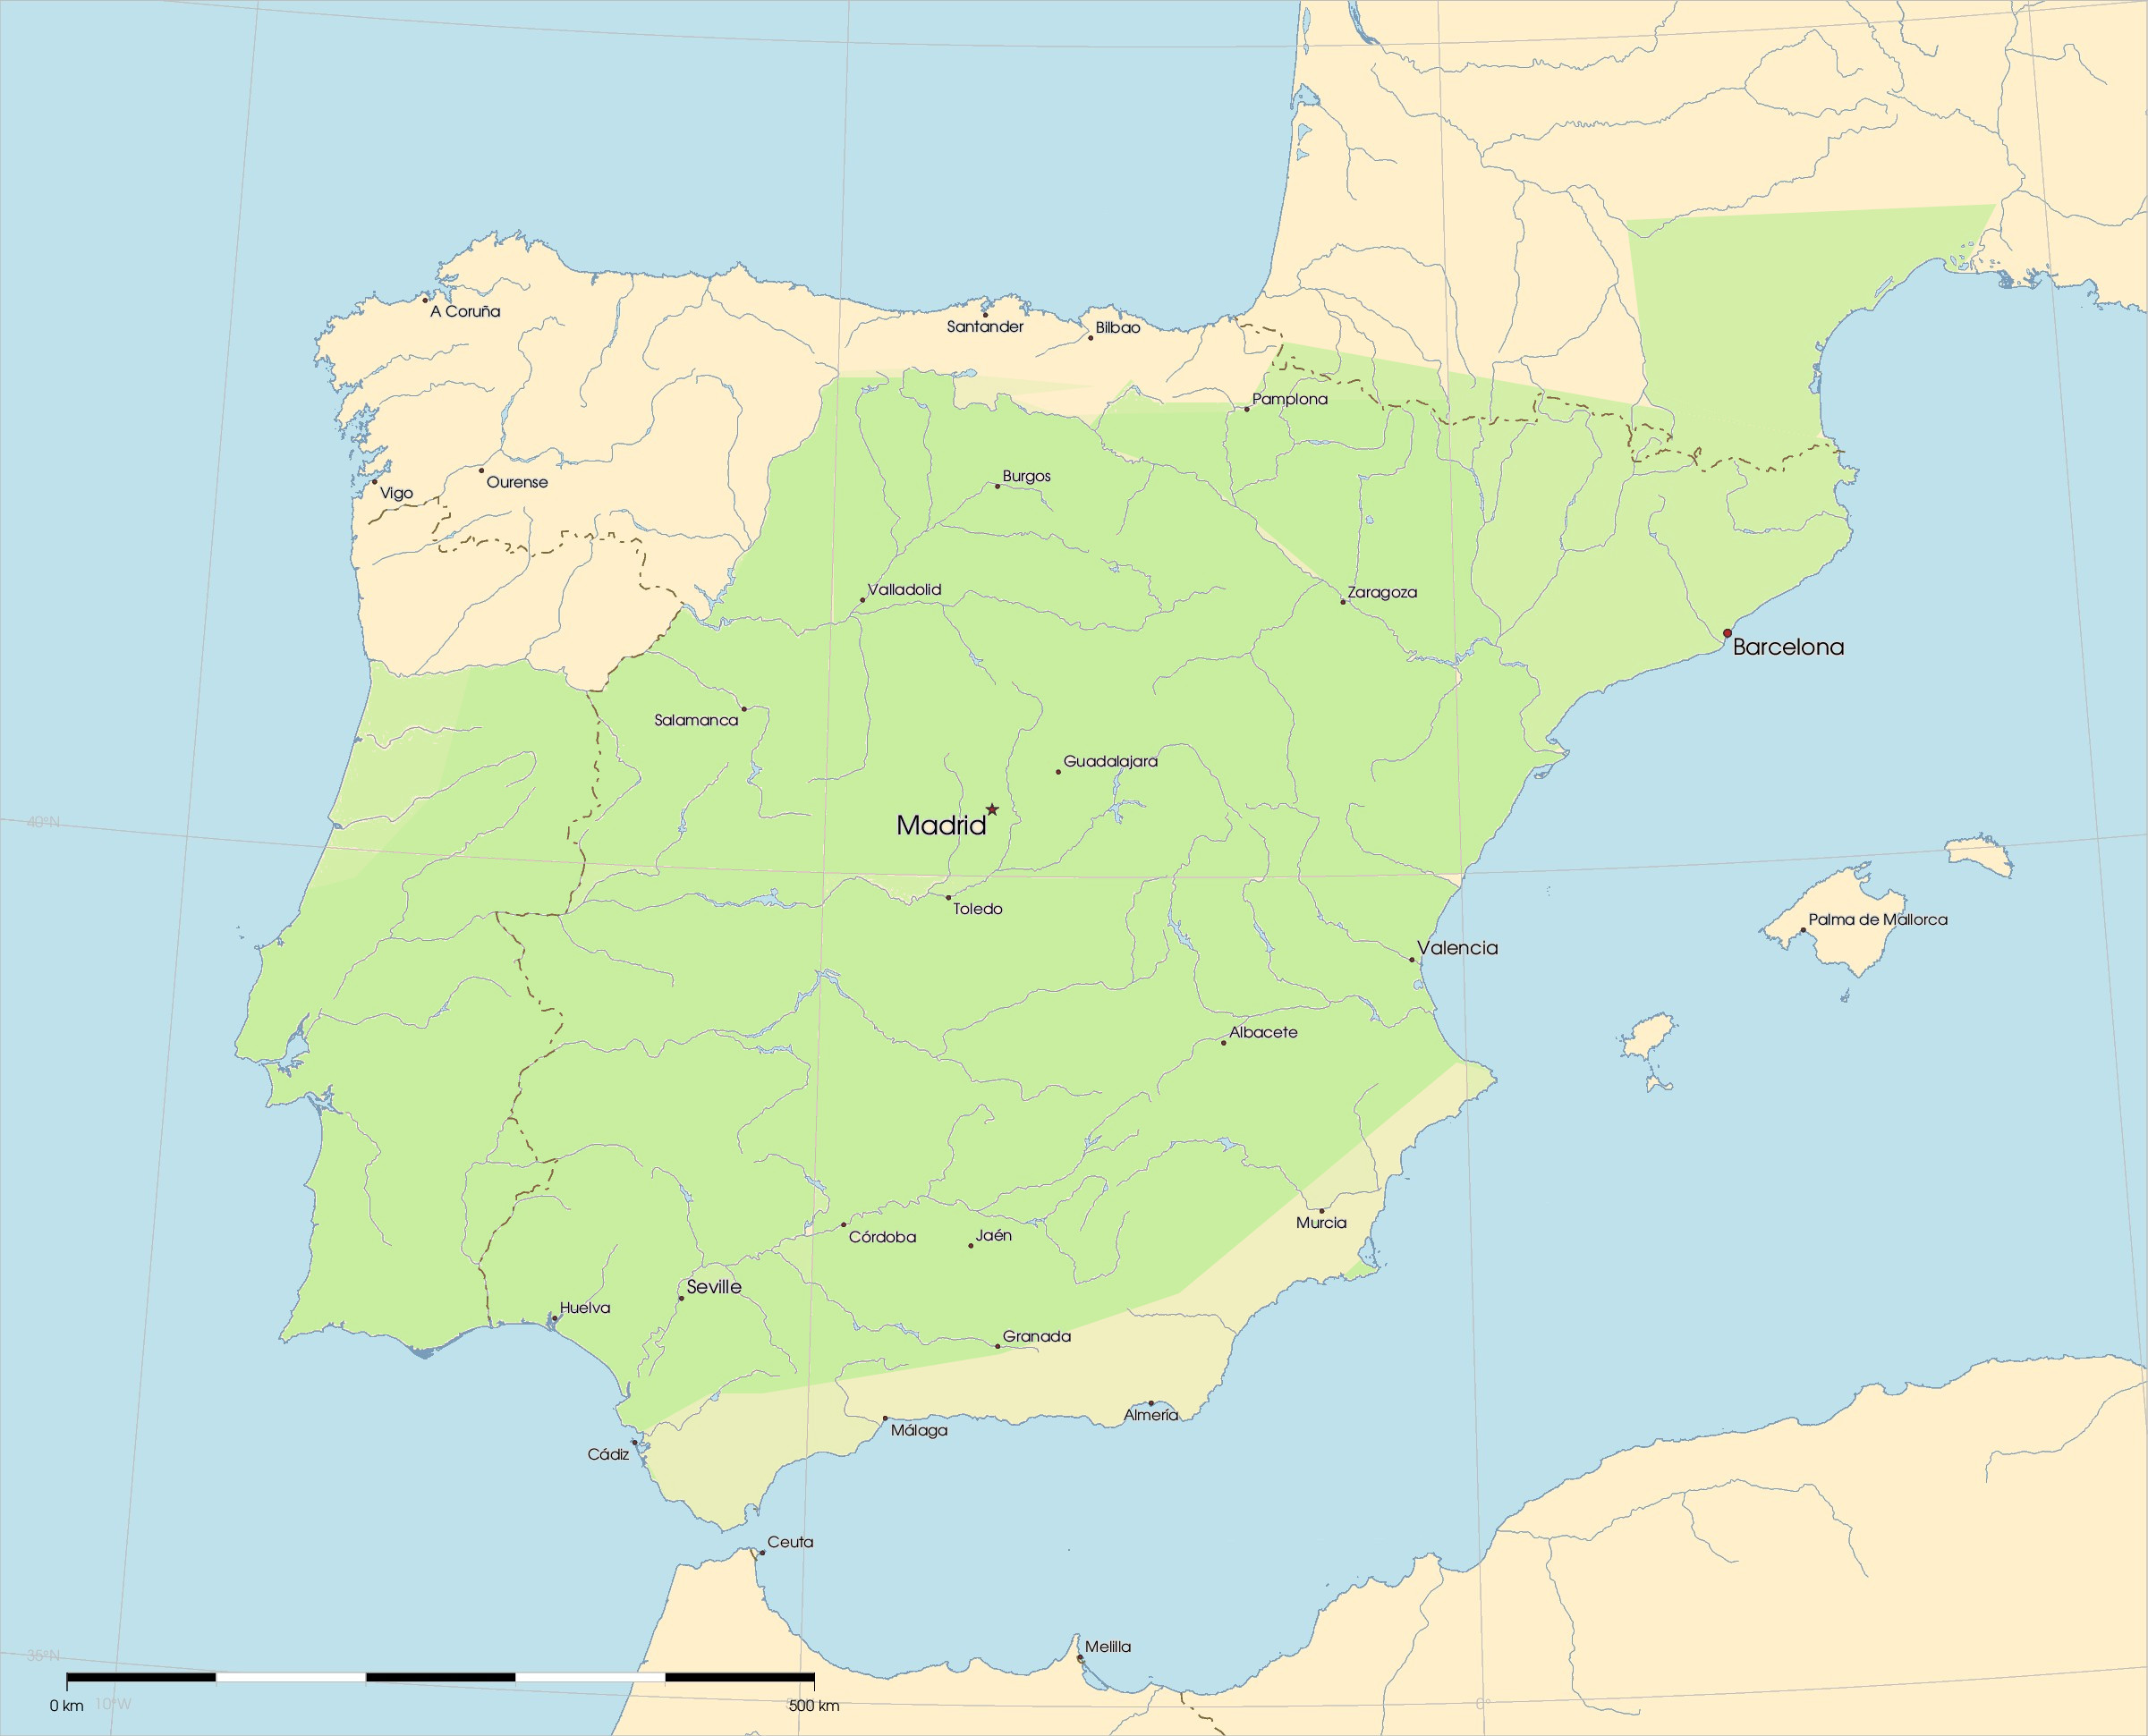 A Coruña
Santander
Bilbao
Pamplona
Burgos
Ourense
Vigo
Valladolid
Zaragoza
Barcelona
Salamanca
Guadalajara
Madrid
40°N
Toledo
Palma de Mallorca
Valencia
Albacete
Murcia
Córdoba
Jaén
Seville
Huelva
Granada
Almería
Málaga
Cádiz
Ceuta
Melilla
35°N
0 km
10°W
500 km
0°